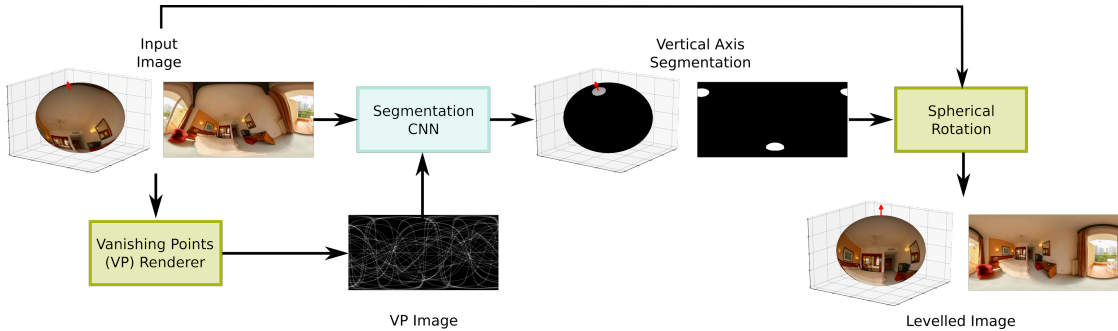 Input
Image
Vertical Axis
Segmentation
Segmentation
CNN
Spherical
Rotation
Vanishing Points
(VP) Renderer
VP Image
Levelled Image